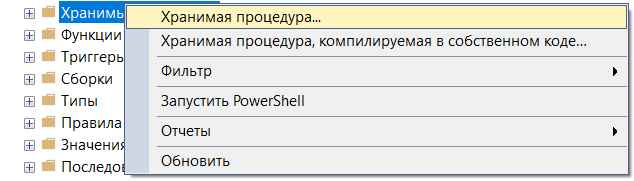 Хранимы
Функции
Триггеры
Сборки
Типы
Правила
Значения
Последов
Хранимая процедура...
Хранимая процедура, компилируемая в собственном коде...
Фильтр
Запустить PowerShell
Отчеты
Обновить